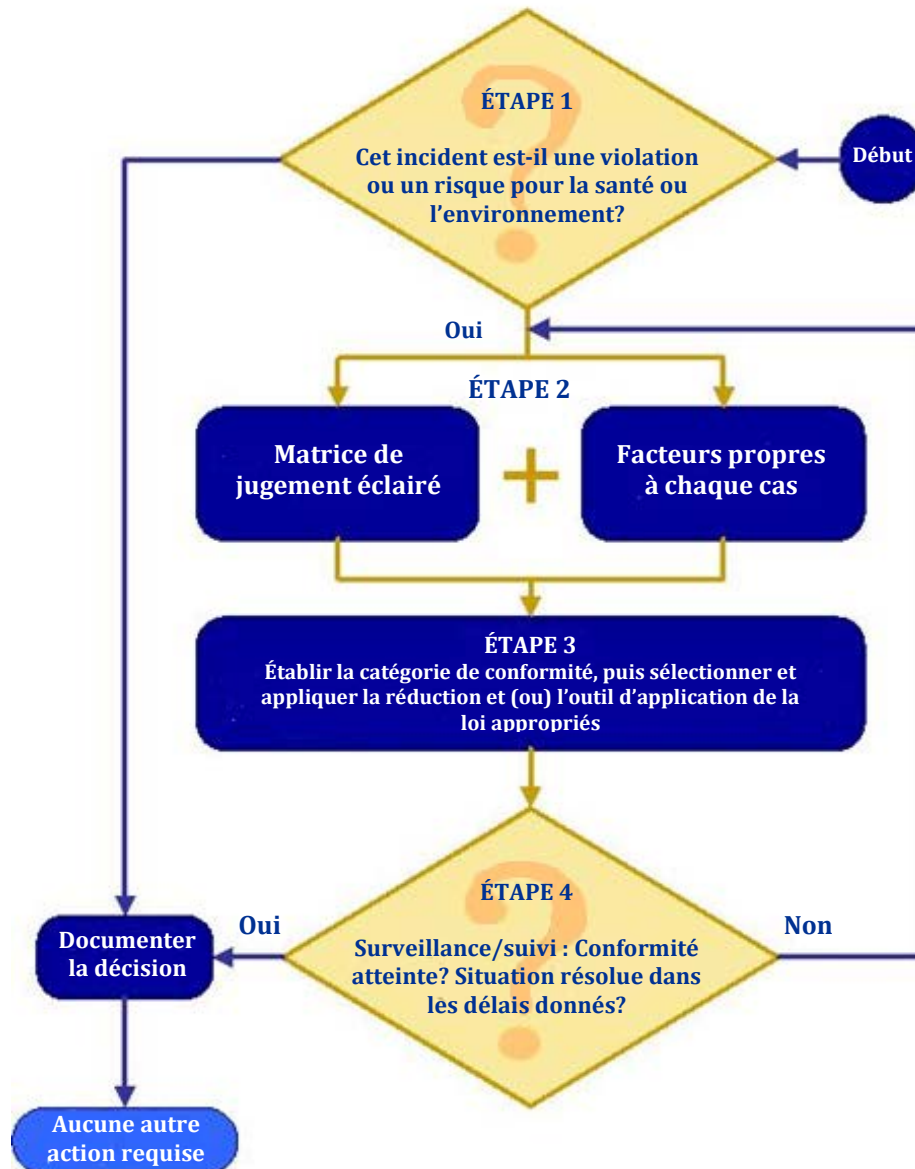 ÉTAPE 1
Cet incident est-il une violation
ou un risque pour la santé ou
l’environnement?
Début
Oui
ÉTAPE 2
Matrice de
jugement éclairé
Facteurs propres
à chaque cas
ÉTAPE 3
Établir la catégorie de conformité, puis sélectionner et
appliquer la réduction et (ou) l’outil d’application de la
loi appropriés
ÉTAPE 4
Surveillance/suivi : Conformité
atteinte? Situation résolue dans
les délais donnés?
Oui
Non
Documenter
la décision
Aucune autre
action requise